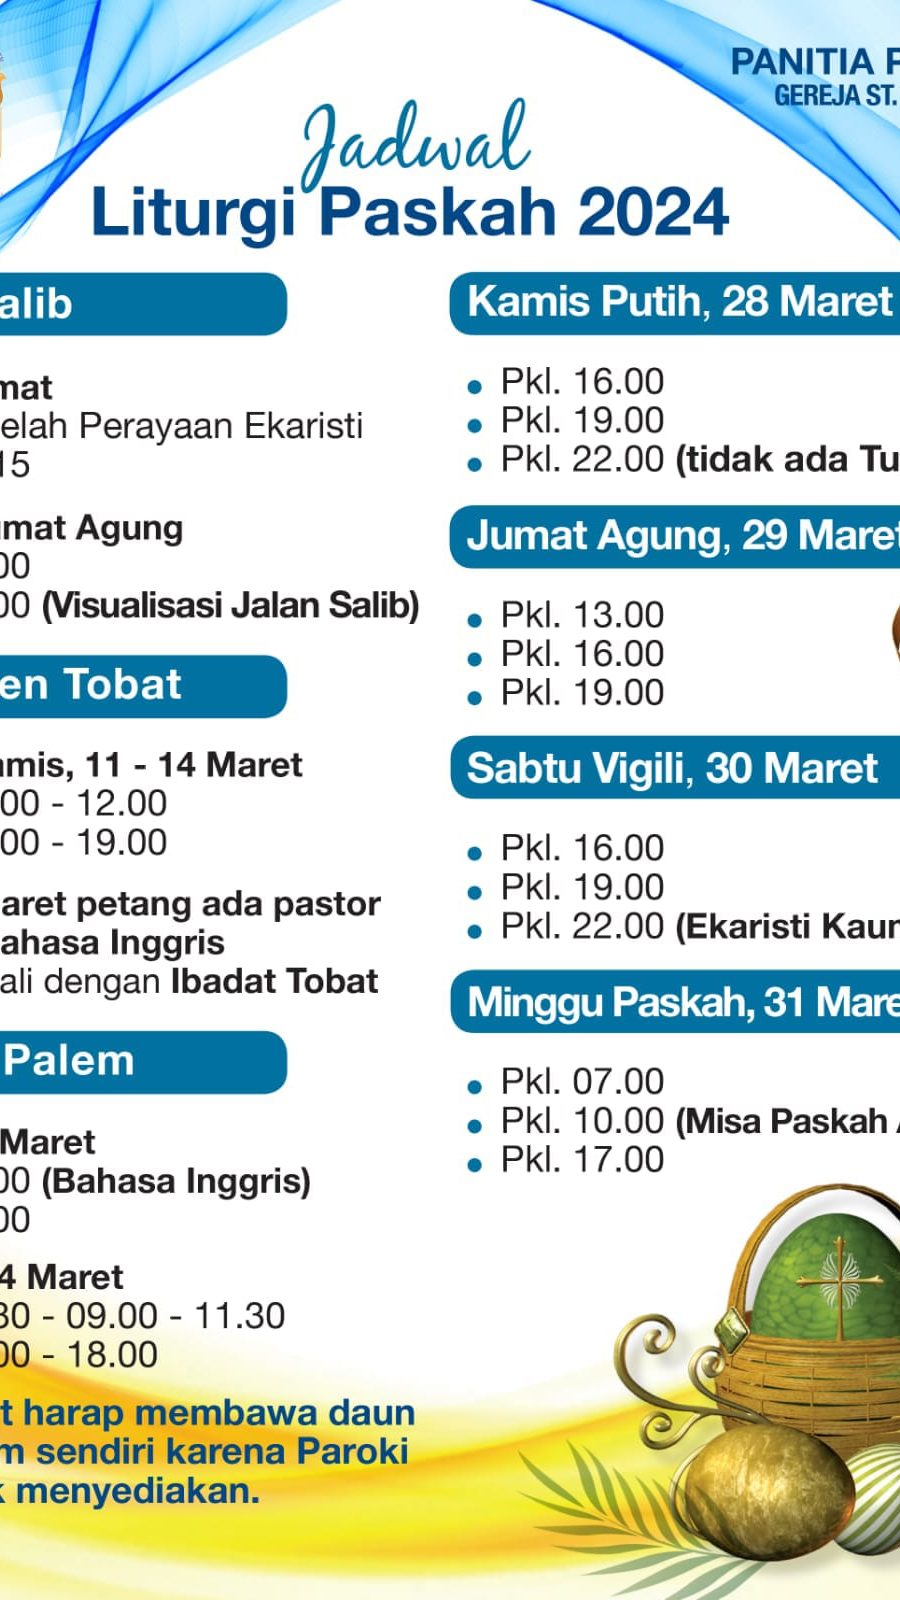 PANITIA
GEREJA ST.
Jadwal
Liturgi Paskah 2024
alib
mat
elah Perayaan Ekaristi
15
umat Agung
00
00 (Visualisasi Jalan Salib)
en Tobat
amis, 11 - 14 Maret
00 - 12.00
00 - 19.00
aret petang ada pastor
ahasa Inggris
ali dengan Ibadat Tobat
Palem
Maret
00 (Bahasa Inggris)
00
4 Maret
30 - 09.00 - 11.30
00 - 18.00
t harap membawa daun
m sendiri karena Paroki
k menyediakan.
Kamis Putih, 28 Maret
• Pkl. 16.00
• Pkl. 19.00
• Pkl. 22.00 (tidak ada Tu
Jumat Agung, 29 Maret
• Pkl. 13.00
• Pkl. 16.00
• Pkl. 19.00
Sabtu Vigili, 30 Maret
• Pkl. 16.00
• Pkl. 19.00
• Pkl. 22.00 (Ekaristi Kaum
Minggu Paskah, 31 Mare
• Pkl. 07.00
• Pkl. 10.00 (Misa Paskah
• Pkl. 17.00